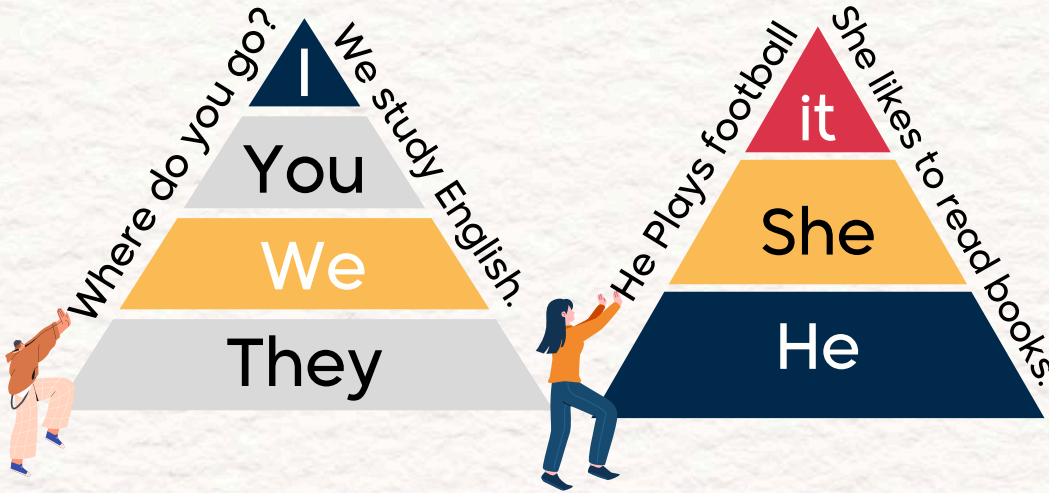 Where do you go?
We study English.
I
You
We
They
He Plays football
She likes to read books.
it
She
He